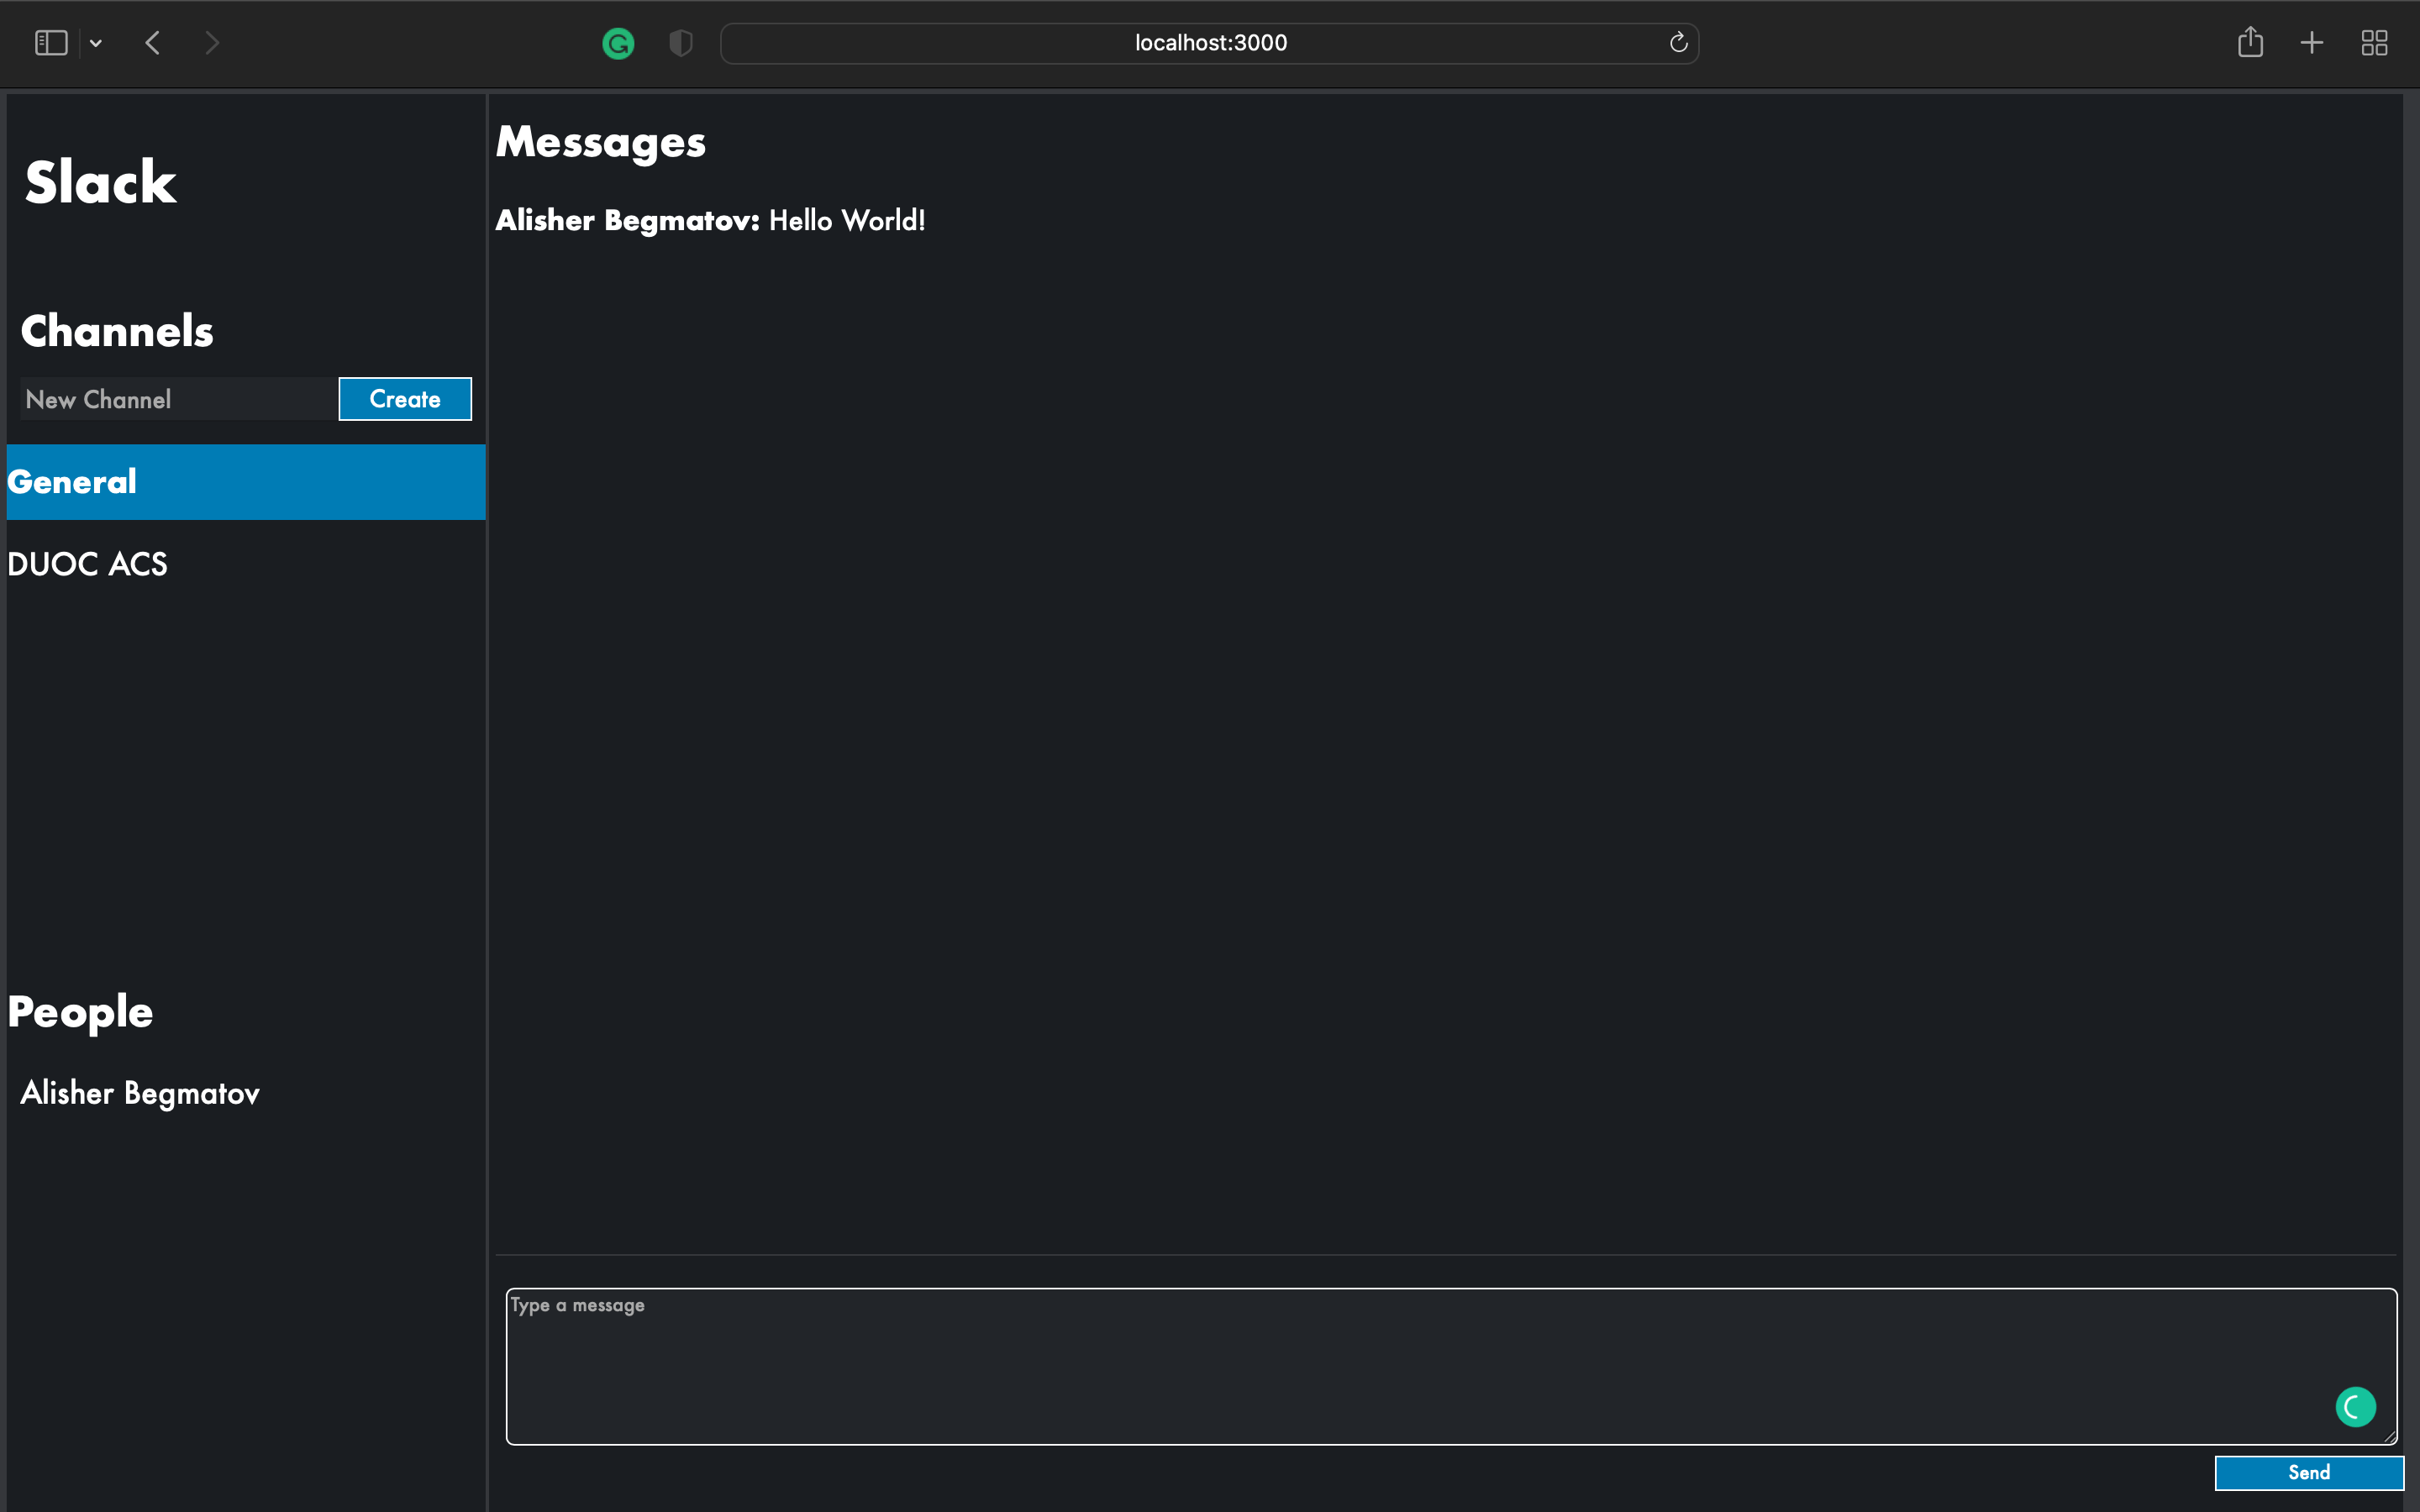 localhost:3000
Slack
Channels
New Channel
Create
General
DUOC ACS
People
Alisher Begmatov
Messages
Alisher Begmatov: Hello World!
Type a message
Send